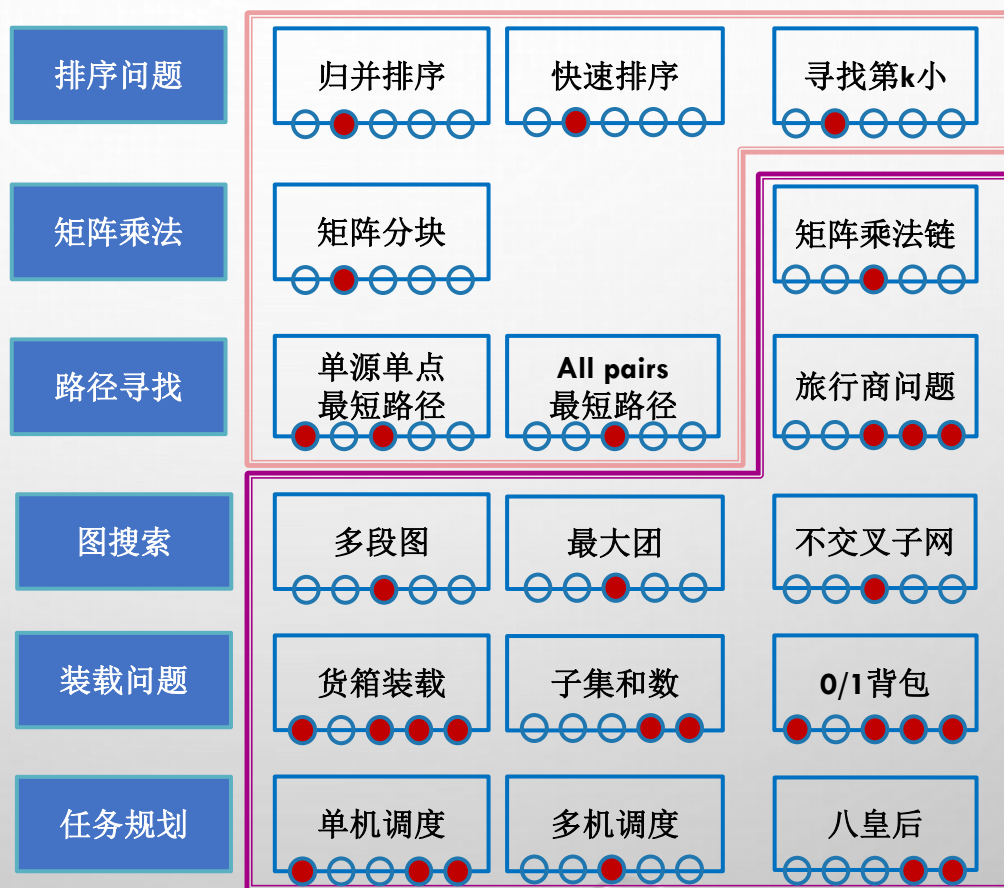 排序问题
归并排序
快速排序
寻找第k小
矩阵乘法
矩阵分块
矩阵乘法链
路径寻找
单源单点
最短路径
All pairs
最短路径
旅行商问题
图搜索
多段图
最大团
不交叉子网
装载问题
货箱装载
子集和数
0/1背包
任务规划
单机调度
多机调度
八皇后